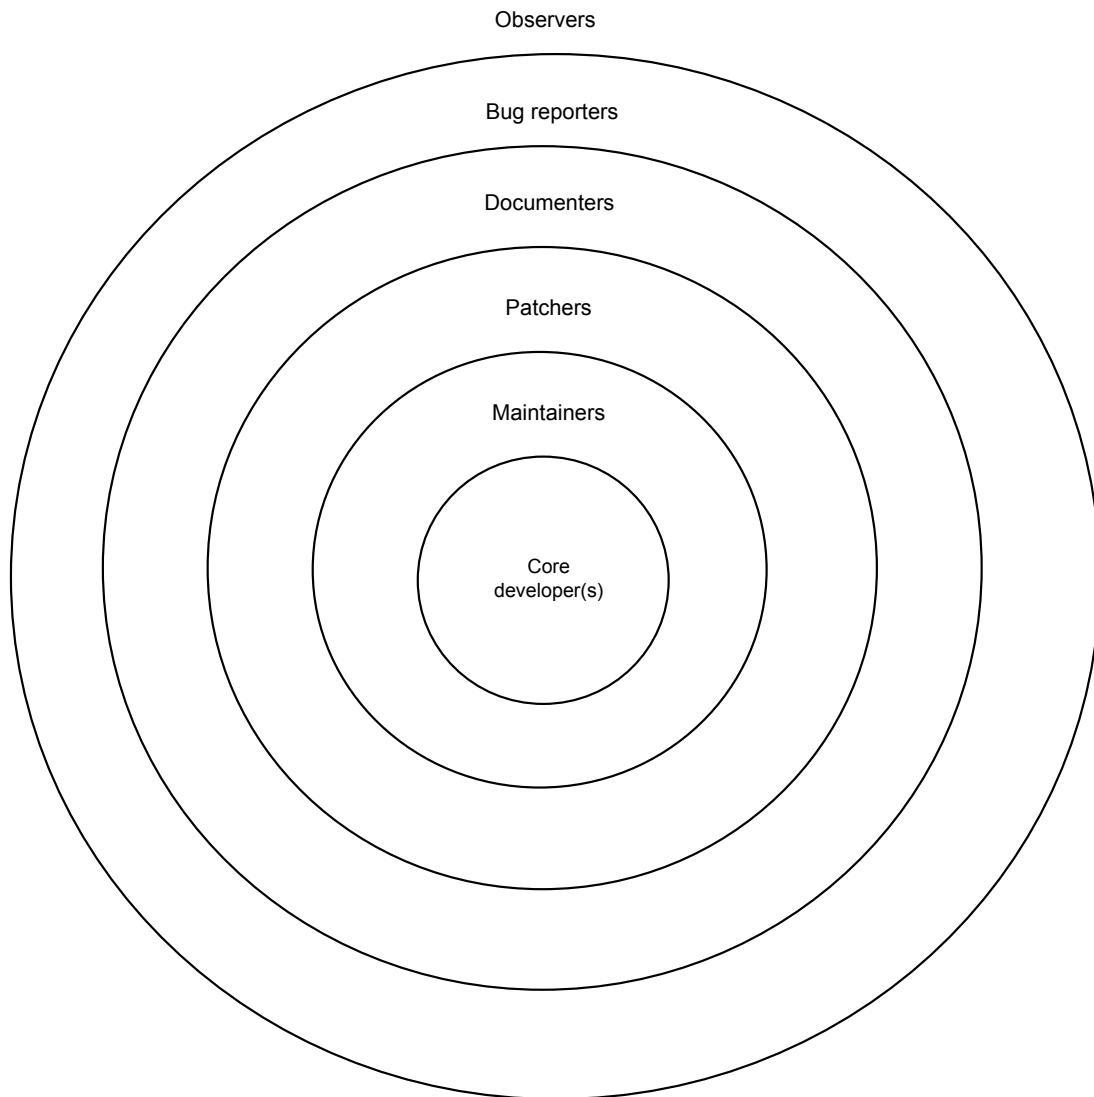 Observers
Bug reporters
Documenters
Patchers
Maintainers
Core
developer(s)